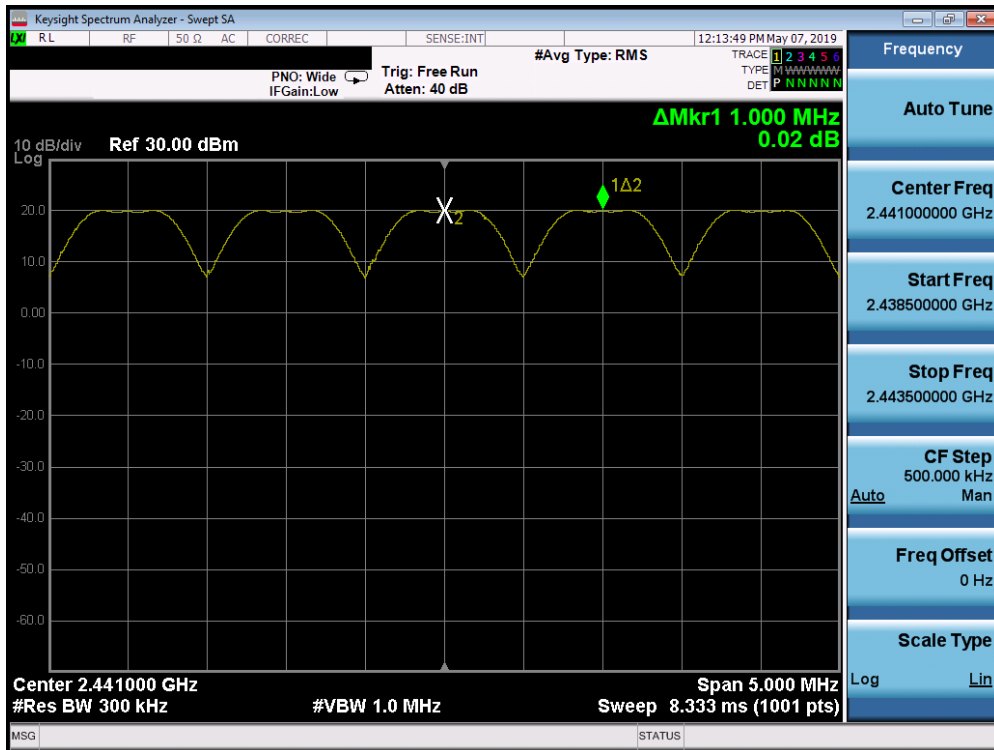 Keysight Spectrum Analyzer - Swept SA
LXI RL RF 50 Ω AC CORREC SENSE:INT 12:13:49 PM May 07, 2019
#Avg Type: RMS
TRACE 1 2 3 4 5 6
TYPE M W W W W W
DET P N N N N N
PNO: Wide
IFGain:Low
Trig: Free Run
Atten: 40 dB
ΔMkr1 1.000 MHz
0.02 dB
10 dB/div Ref 30.00 dBm
Log
1Δ2
2
20.0
10.0
0.00
-10.0
-20.0
-30.0
-40.0
-50.0
-60.0
Center 2.441000 GHz Span 5.000 MHz
#Res BW 300 kHz #VBW 1.0 MHz Sweep 8.333 ms (1001 pts)
MSG STATUS
Frequency
Auto Tune
Center Freq
2.441000000 GHz
Start Freq
2.438500000 GHz
Stop Freq
2.443500000 GHz
CF Step
500.000 kHz
Auto Man
Freq Offset
0 Hz
Scale Type
Log Lin